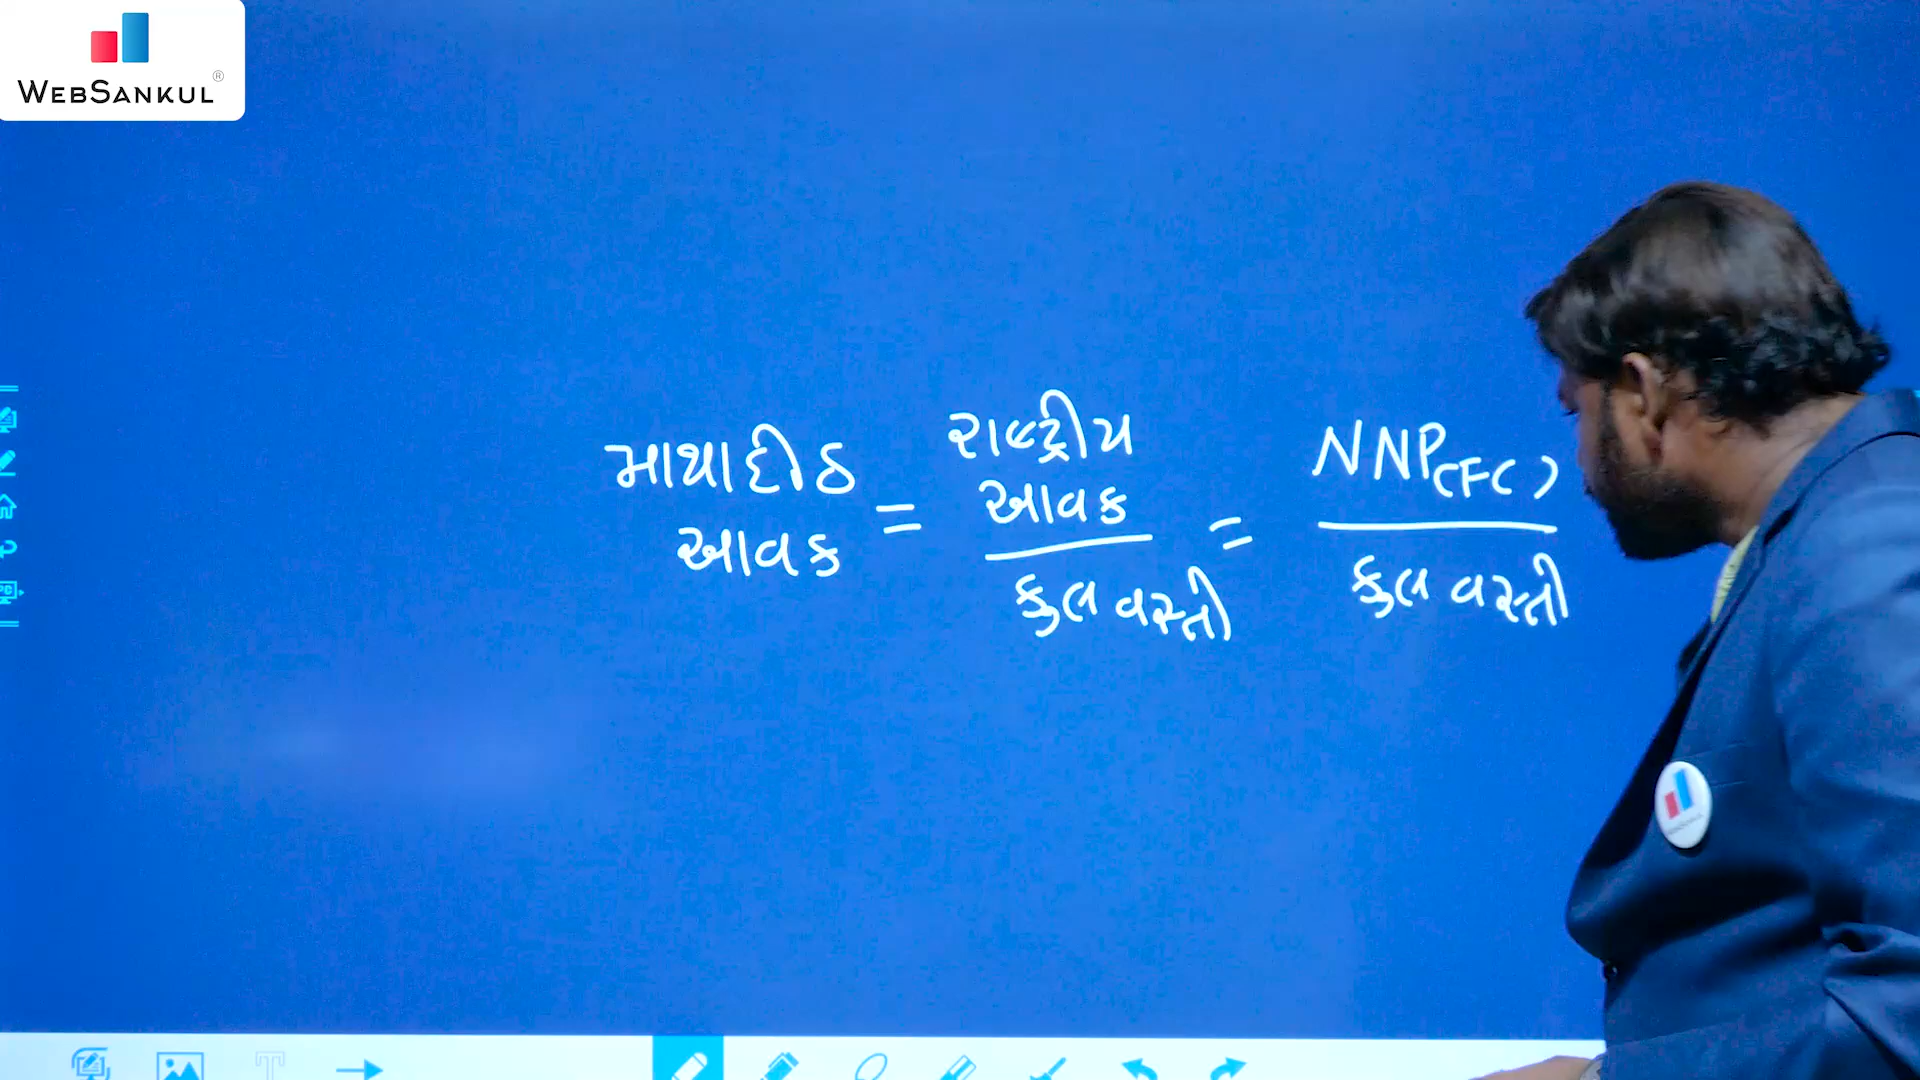 WEBSANKUL®
માથાદીઠ
આવક
=
રાષ્ટ્રીય
આવક
કુલ વસ્તી
=
NNP(FC)
કુલ વસ્તી